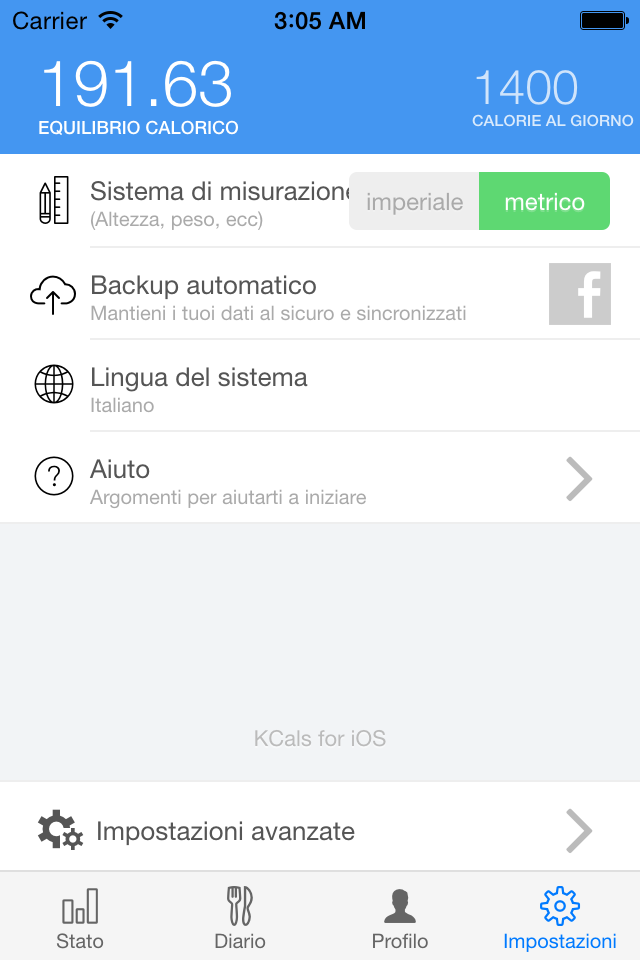 Carrier 3:05 AM
191.63 1400
EQUILIBRIO CALORICO CALORIE AL GIORNO
Sistema di misurazione imperiale metrico
(Altezza, peso, ecc)
Backup automatico
Mantieni i tuoi dati al sicuro e sincronizzati
Lingua del sistema
Italiano
Aiuto
Argomenti per aiutarti a iniziare
KCals for iOS
Impostazioni avanzate
Stato Diario Profilo Impostazioni